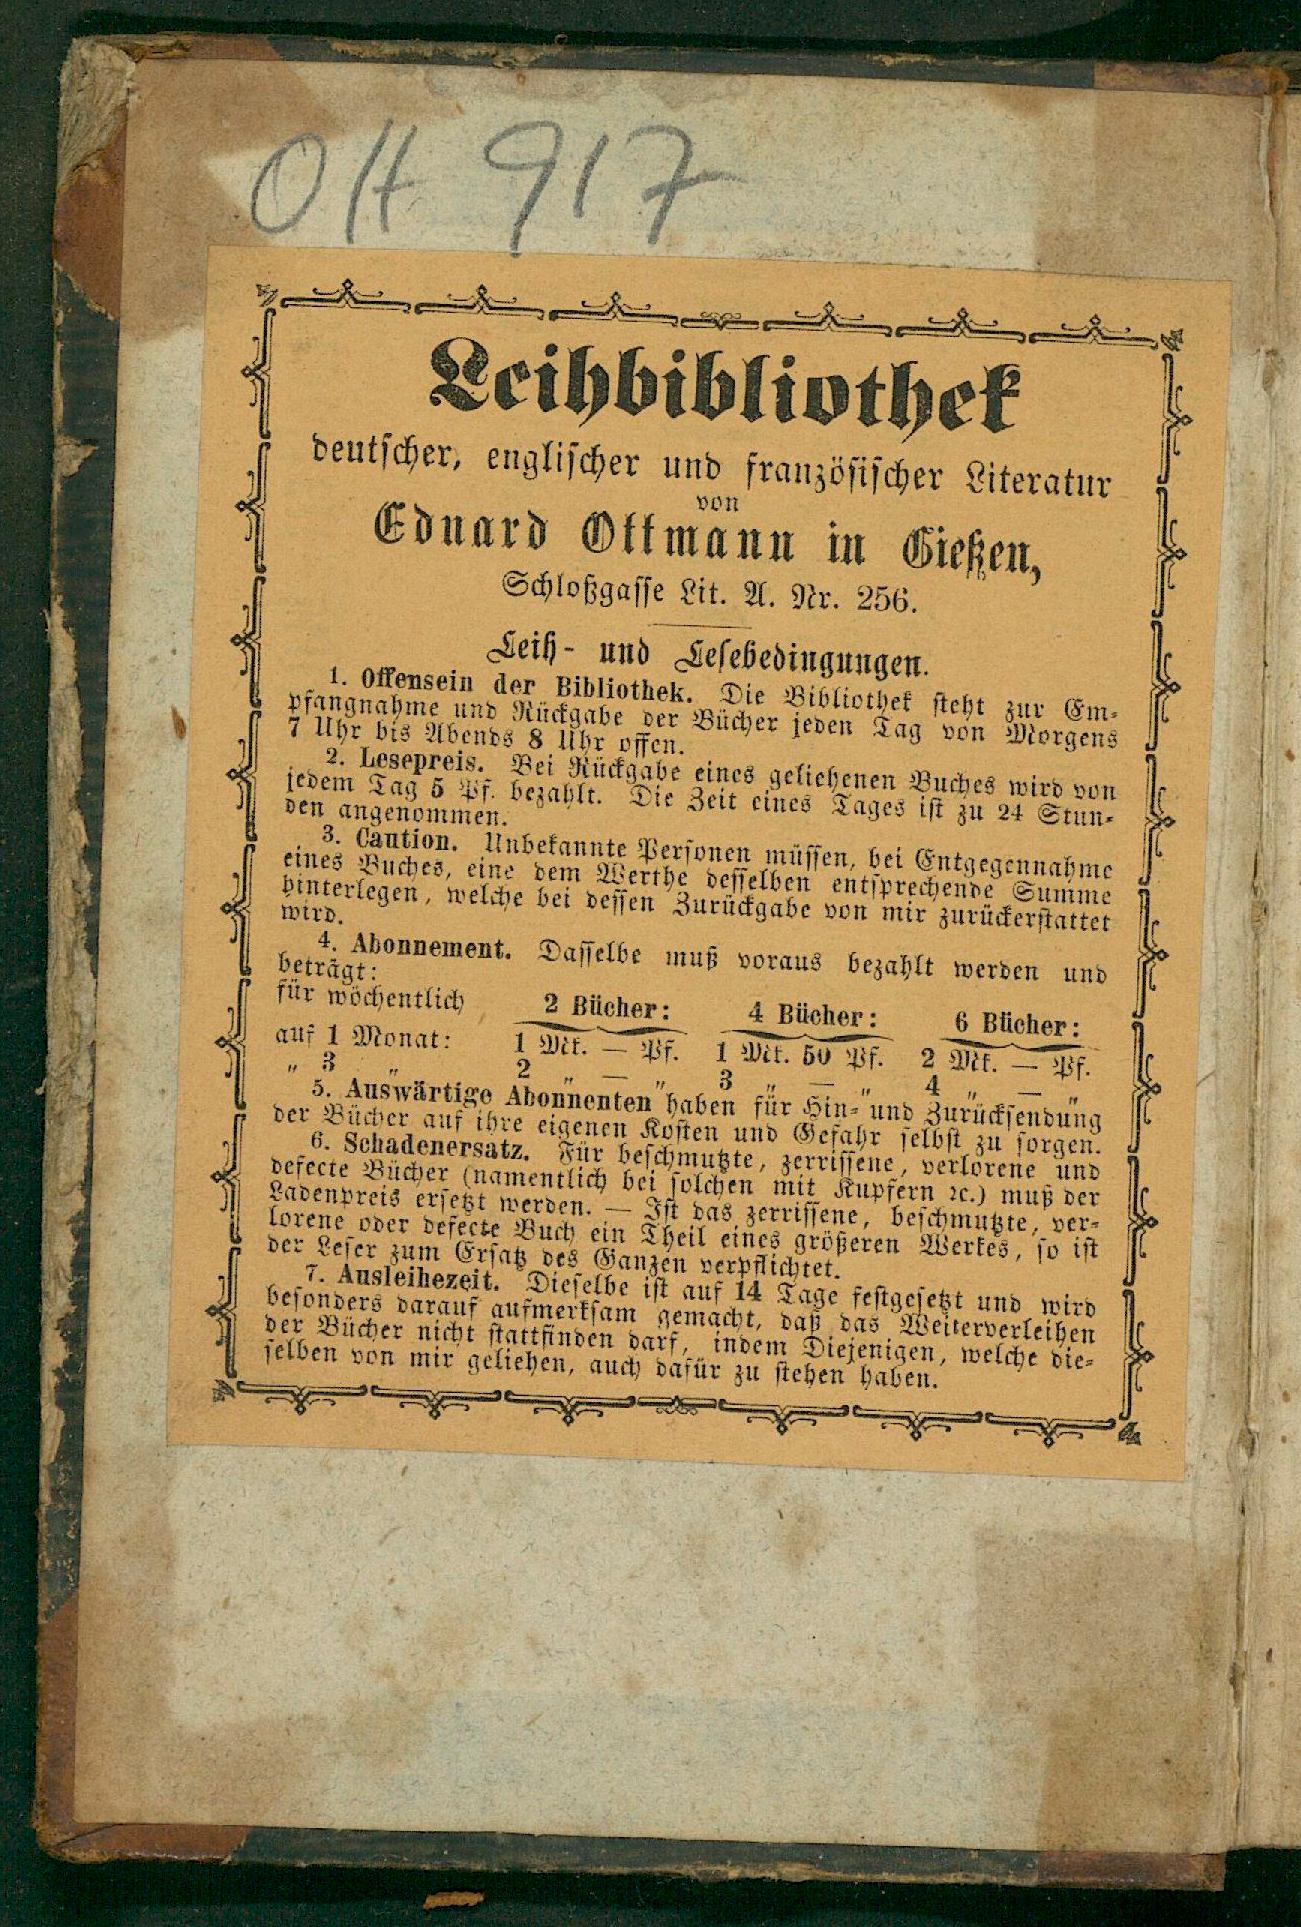 Ott 917
Leihbibliothek
deutscher, englischer und französischer Literatur
von
Eduard Ottmann in Gießen,
Schloßgasse Lit. A. Nr. 256.
Leih- und Lesebedingungen.
1. Offensein der Bibliothek. Die Bibliothek steht zur Em-
pfangnahme und Rückgabe der Bücher jeden Tag von Morgens
7 Uhr bis Abends 8 Uhr offen.
2. Lesepreis. Bei Rückgabe eines geliehenen Buches wird von
jedem Tag 5 Pf. bezahlt. Die Zeit eines Tages ist zu 24 Stun-
den angenommen.
3. Caution. Unbekannte Personen müssen, bei Entgegennahme
eines Buches, eine dem Werthe desselben entsprechende Summe
hinterlegen, welche bei dessen Zurückgabe von mir zurückerstattet
wird.
4. Abonnement. Dasselbe muß voraus bezahlt werden und
beträgt:
für wöchentlich 2 Bücher: 4 Bücher: 6 Bücher:
auf 1 Monat: 1 Mk. — Pf. 1 Mk. 50 Pf. 2 Mk. — Pf.
„ 3 „ 2 „ — „ 3 „ — „ 4 „ — „
5. Auswärtige Abonnenten haben für Hin- und Zurücksendung
der Bücher auf ihre eigenen Kosten und Gefahr selbst zu sorgen.
6. Schadenersatz. Für beschmutzte, zerrissene, verlorene und
defecte Bücher (namentlich bei solchen mit Kupfern ꝛc.) muß der
Ladenpreis ersetzt werden. — Ist das zerrissene, beschmutzte, ver-
lorene oder defecte Buch ein Theil eines größeren Werkes, so ist
der Leser zum Ersatz des Ganzen verpflichtet.
7. Ausleihezeit. Dieselbe ist auf 14 Tage festgesetzt und wird
besonders darauf aufmerksam gemacht, daß das Weiterverleihen
der Bücher nicht stattfinden darf, indem Diejenigen, welche die-
selben von mir geliehen, auch dafür zu stehen haben.